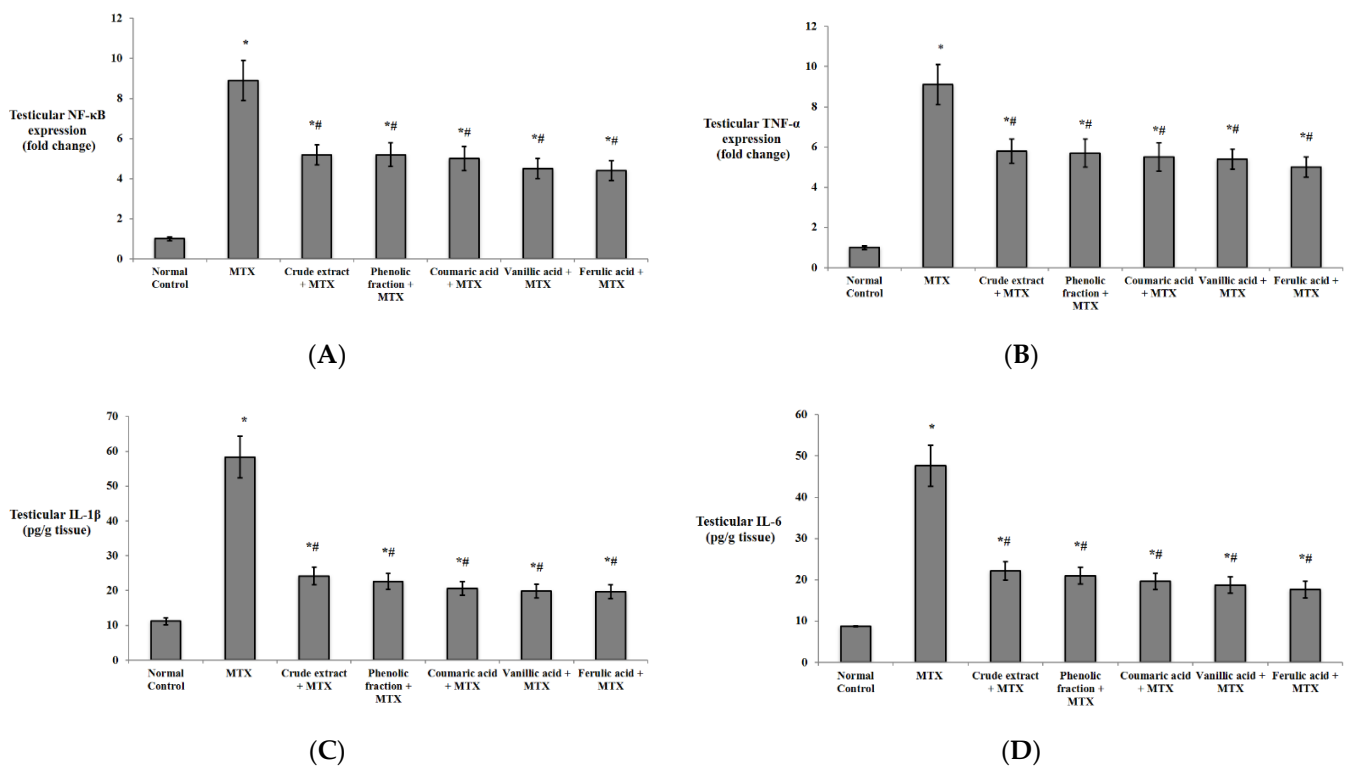 12
10
8
6
4
2
0
Testicular NF-κB
expression
(fold change)
*
*#
*#
*#
*#
*#
Normal
Control
MTX
Crude extract
+ MTX
Phenolic
fraction + MTX
Coumaric acid
+ MTX
Vanillic acid +
MTX
Ferulic acid +
MTX
(A)
12
10
8
6
4
2
0
Testicular TNF-α
expression
(fold change)
*
*#
*#
*#
*#
*#
Normal
Control
MTX
Crude extract
+ MTX
Phenolic
fraction +
MTX
Coumaric acid
+ MTX
Vanillic acid +
MTX
Ferulic acid +
MTX
(B)
70
60
50
40
30
20
10
0
Testicular IL-1β
(pg/g tissue)
*
*#
*#
*#
*#
*#
Normal
Control
MTX
Crude extract
+ MTX
Phenolic
fraction +
MTX
Coumaric acid
+ MTX
Vanillic acid +
MTX
Ferulic acid +
MTX
(C)
60
50
40
30
20
10
0
Testicular IL-6
(pg/g tissue)
*
*#
*#
*#
*#
*#
Normal
Control
MTX
Crude extract
+ MTX
Phenolic
fraction +
MTX
Coumaric acid
+ MTX
Vanillic acid +
MTX
Ferulic acid +
MTX
(D)